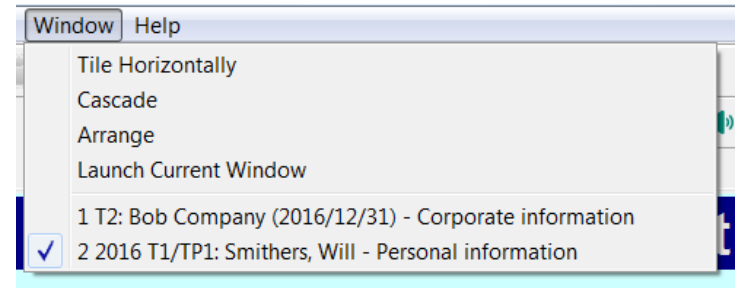 Window Help
Tile Horizontally
Cascade
Arrange
Launch Current Window
1 T2: Bob Company (2016/12/31) - Corporate information
2 2016 T1/TP1: Smithers, Will - Personal information
t